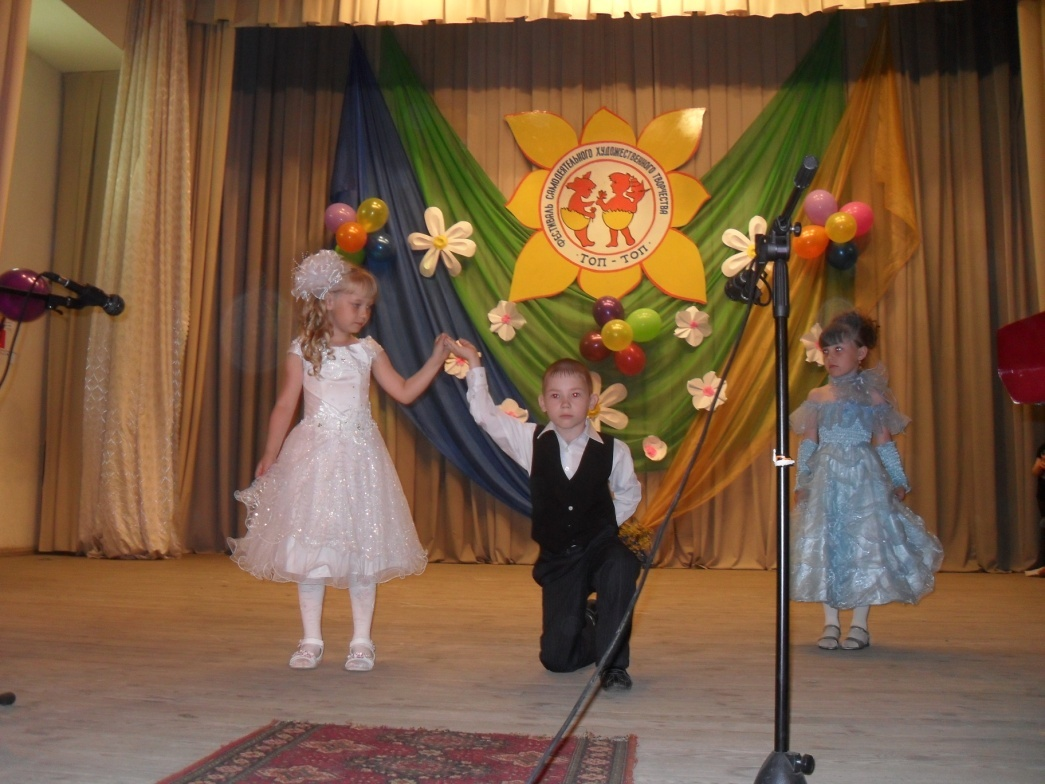 ФЕСТИВАЛЬ САМОДЕЯТЕЛЬНОГО ХУДОЖЕСТВЕННОГО ТВОРЧЕСТВА
· ТОП - ТОП ·